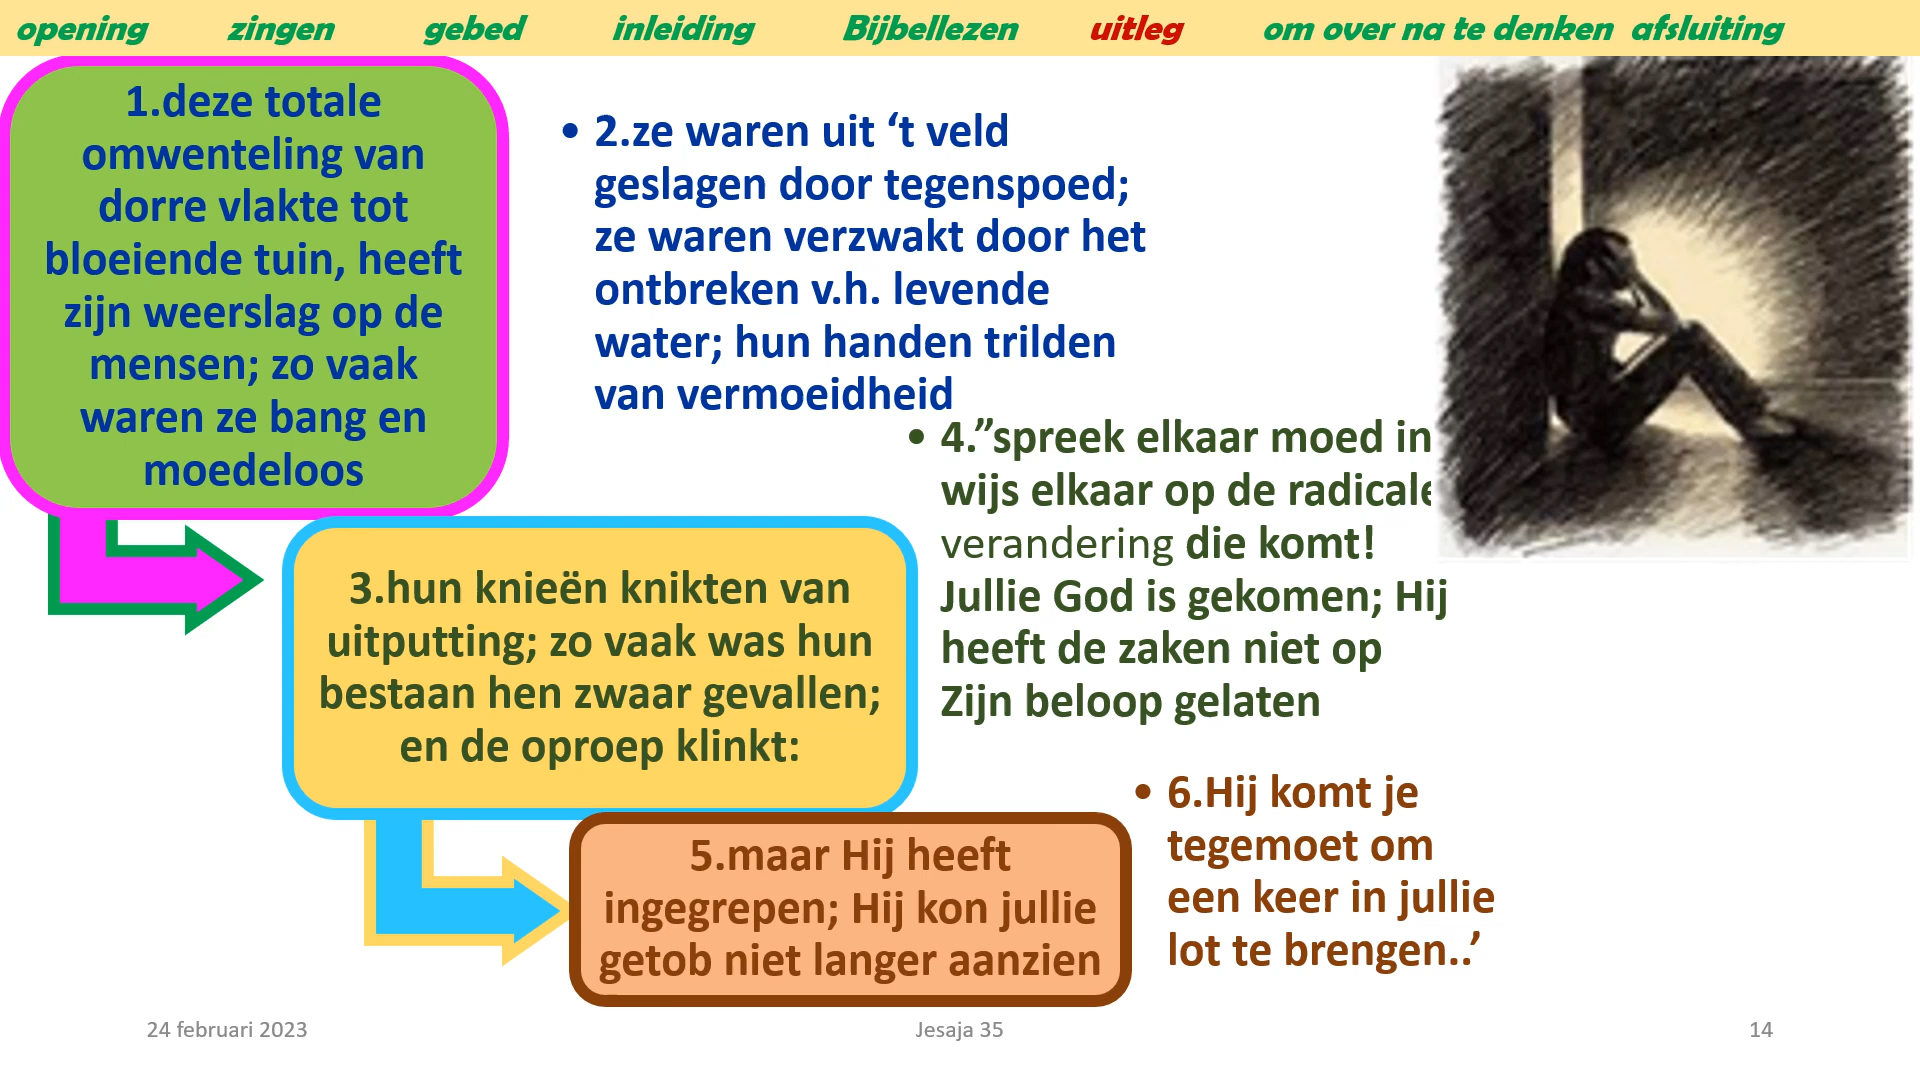 opening zingen gebed inleiding Bijbellezen uitleg om over na te denken afsluiting
1.deze totale
omwenteling van
dorre vlakte tot
bloeiende tuin, heeft
zijn weerslag op de
mensen; zo vaak
waren ze bang en
moedeloos
• 2.ze waren uit ‘t veld
geslagen door tegenspoed;
ze waren verzwakt door het
ontbreken v.h. levende
water; hun handen trilden
van vermoeidheid
3.hun knieën knikten van
uitputting; zo vaak was hun
bestaan hen zwaar gevallen;
en de oproep klinkt:
• 4.”spreek elkaar moed in
wijs elkaar op de radicale
verandering die komt!
Jullie God is gekomen; Hij
heeft de zaken niet op
Zijn beloop gelaten
5.maar Hij heeft
ingegrepen; Hij kon jullie
getob niet langer aanzien
• 6.Hij komt je
tegemoet om
een keer in jullie
lot te brengen..’
24 februari 2023 Jesaja 35 14